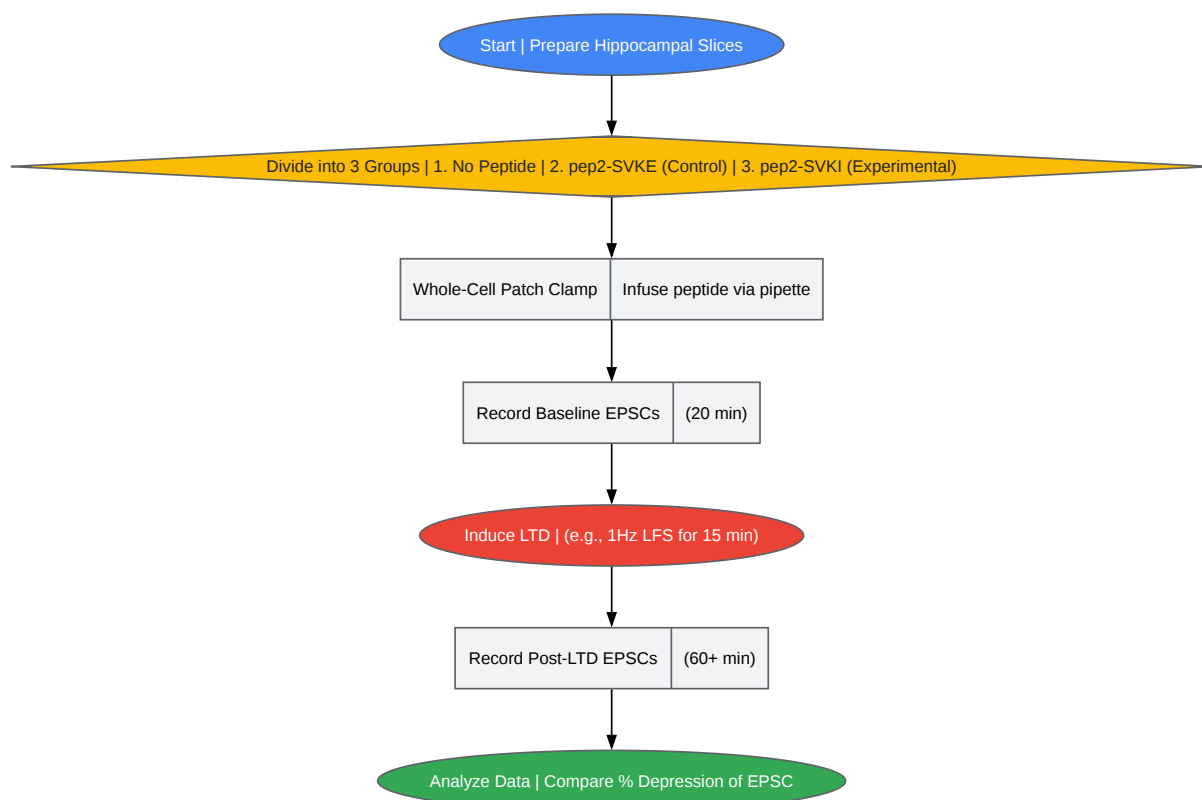 Start | Prepare Hippocampal Slices
Divide into 3 Groups | 1. No Peptide | 2. pep2-SVKE (Control) | 3. pep2-SVKI (Experimental)
Whole-Cell Patch Clamp
Infuse peptide via pipette
Record Baseline EPSCs
(20 min)
Induce LTD | (e.g., 1Hz LFS for 15 min)
Record Post-LTD EPSCs
(60+ min)
Analyze Data | Compare % Depression of EPSC